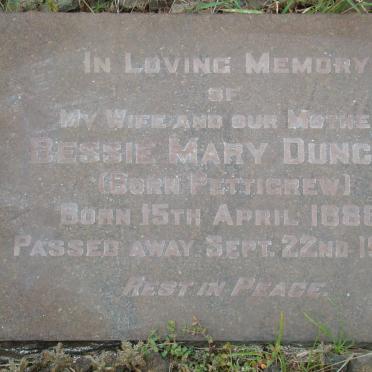 IN LOVING MEMORY
OF
MY WIFE AND OUR MOTHE
BESSIE MARY DUNC
(BORN PETTIGREW)
BORN 15TH APRIL 188
PASSED AWAY SEPT. 22ND 1
REST IN PEACE.